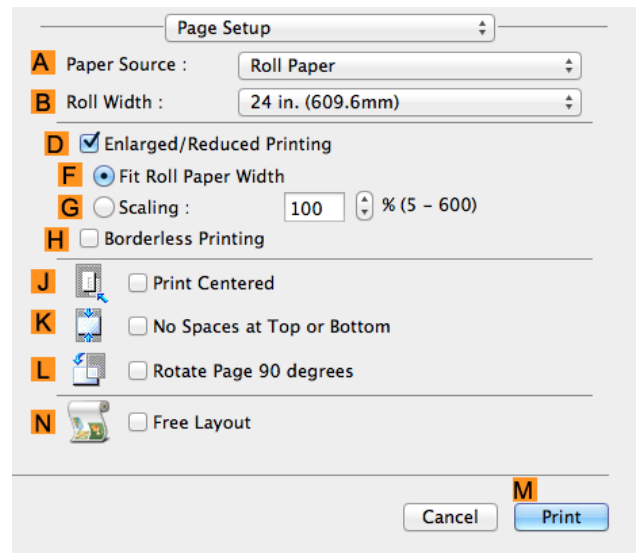 Page Setup
A Paper Source : Roll Paper
B Roll Width : 24 in. (609.6mm)
D Enlarged/Reduced Printing
F Fit Roll Paper Width
G Scaling : 100 % (5 - 600)
H Borderless Printing
J Print Centered
K No Spaces at Top or Bottom
L Rotate Page 90 degrees
N Free Layout
M
Cancel Print